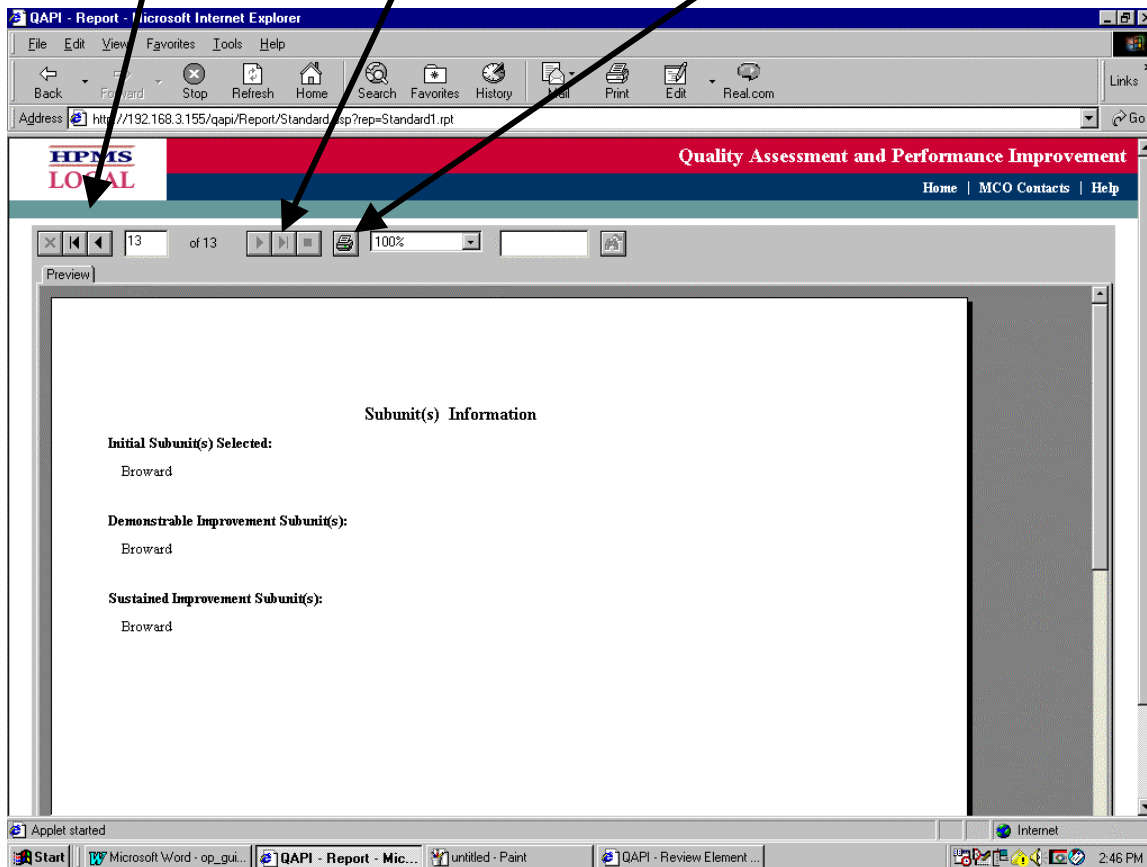 QAPI - Report - Microsoft Internet Explorer
File Edit View Favorites Tools Help
Back Forward Stop Refresh Home Search Favorites History Mail Print Edit Real.com
Links
Address http://192.168.3.155/qapi/Report/Standard.asp?rep=Standard1.rpt Go
HPMS
LOCAL
Quality Assessment and Performance Improvement
Home | MCO Contacts | Help
13 of 13 100%
Preview
Subunit(s) Information
Initial Subunit(s) Selected:
Broward
Demonstrable Improvement Subunit(s):
Broward
Sustained Improvement Subunit(s):
Broward
Applet started
Internet
Start Microsoft Word - op_gui... QAPI - Report - Mic... untitled - Paint QAPI - Review Element ... 2:46 PM